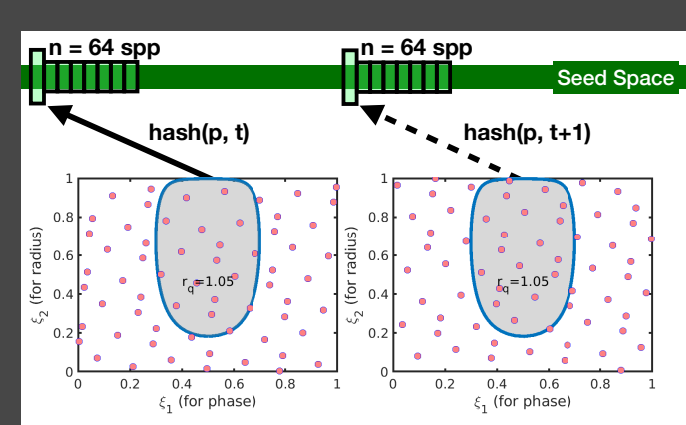 n = 64 spp
n = 64 spp
Seed Space
hash(p, t)
hash(p, t+1)
1
0.8
0.6
0.4
0.2
0
ξ2 (for radius)
rq=1.05
0
0.2
0.4
0.6
0.8
1
ξ1 (for phase)
1
0.8
0.6
0.4
0.2
0
ξ2 (for radius)
rq=1.05
0
0.2
0.4
0.6
0.8
1
ξ1 (for phase)